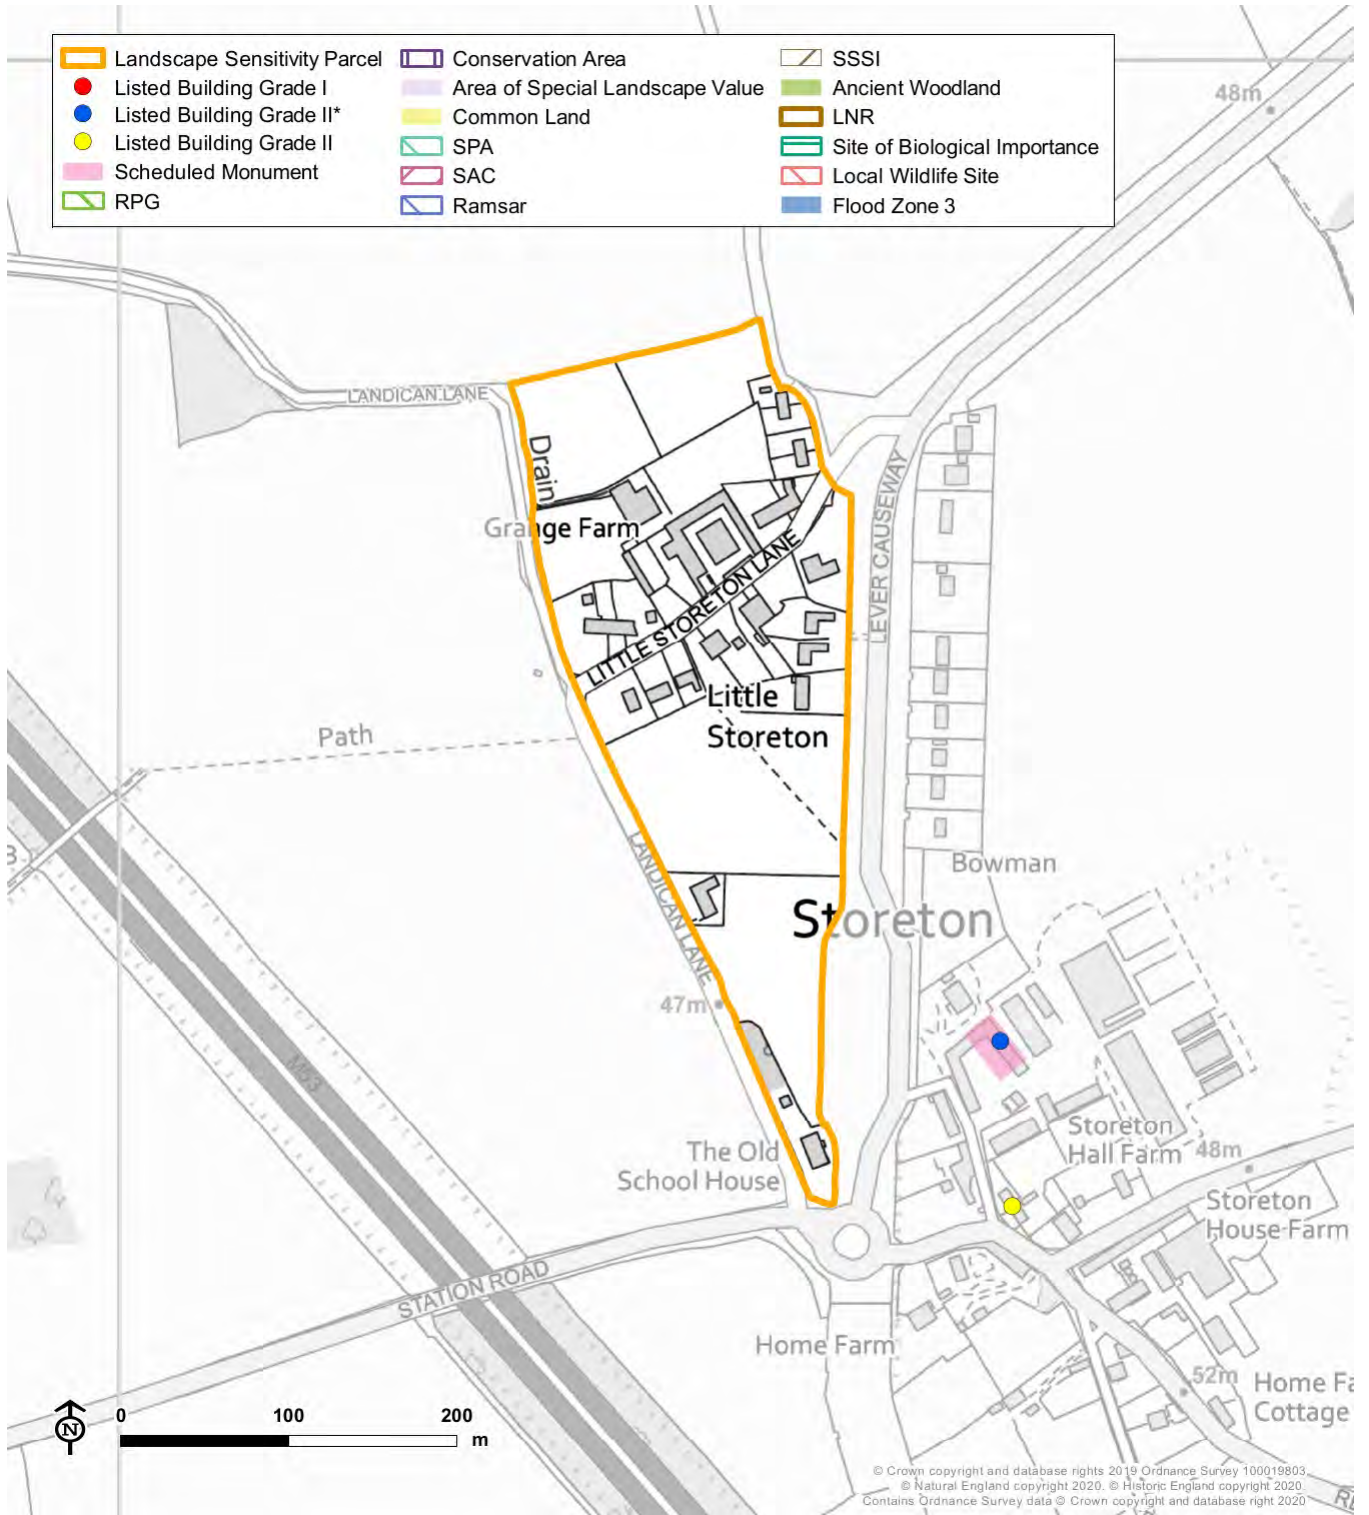 Landscape Sensitivity Parcel
Listed Building Grade I
Listed Building Grade II*
Listed Building Grade II
Scheduled Monument
RPG
Conservation Area
Area of Special Landscape Value
Common Land
SPA
SAC
Ramsar
SSSI
Ancient Woodland
LNR
Site of Biological Importance
Local Wildlife Site
Flood Zone 3
48m
LANDICAN LANE
Drain
Grange Farm
LEVER CAUSEWAY
LITTLE STORETON LANE
Little
Storeton
Path
LANDICAN LANE
Bowman
Storeton
47m
M53
The Old
School House
Storeton
Hall Farm
48m
Storeton
House Farm
STATION ROAD
Home Farm
52m
Home Fa
Cottage
N
0 100 200
m
© Crown copyright and database rights 2019 Ordnance Survey 100019803
© Natural England copyright 2020. © Historic England copyright 2020.
Contains Ordnance Survey data © Crown copyright and database right 2020